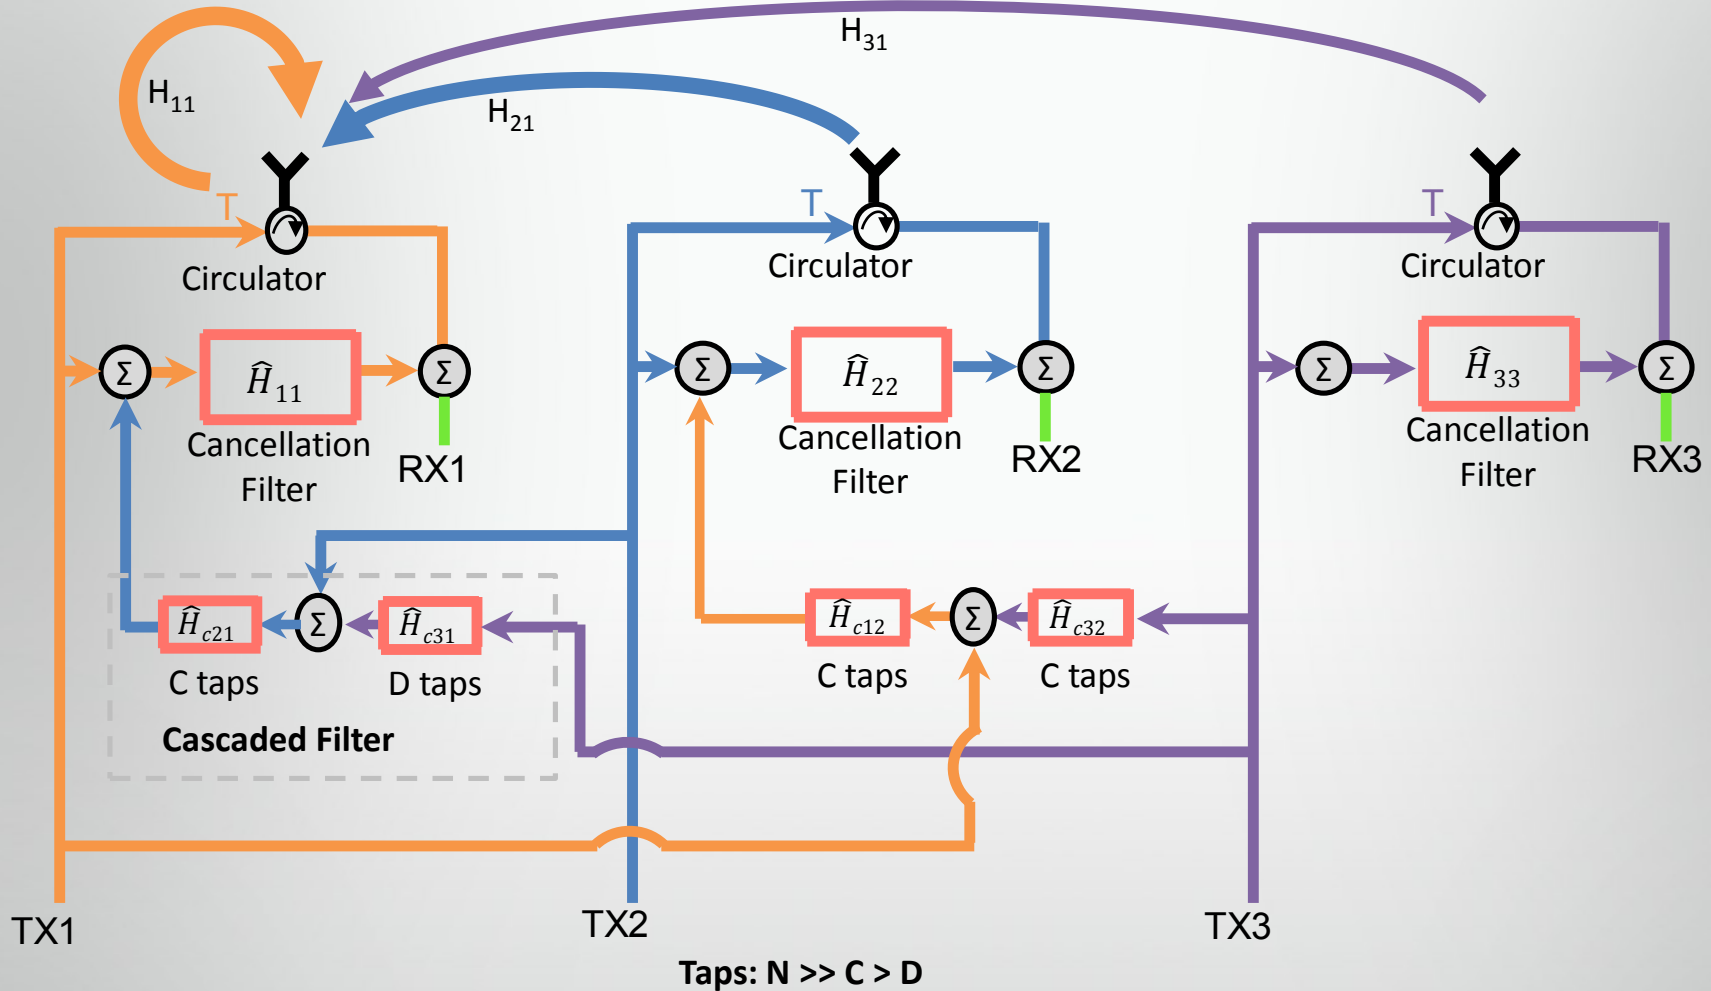 H31
H11
H21
T
T
T
Circulator
Circulator
Circulator
Σ
Ĥ11
Σ
Σ
Ĥ22
Σ
Σ
Ĥ33
Σ
Cancellation
Filter
RX1
Cancellation
Filter
RX2
Cancellation
Filter
RX3
Ĥc21
Σ
Ĥc31
Ĥc12
Σ
Ĥc32
C taps
D taps
C taps
C taps
Cascaded Filter
TX1
TX2
TX3
Taps: N >> C > D